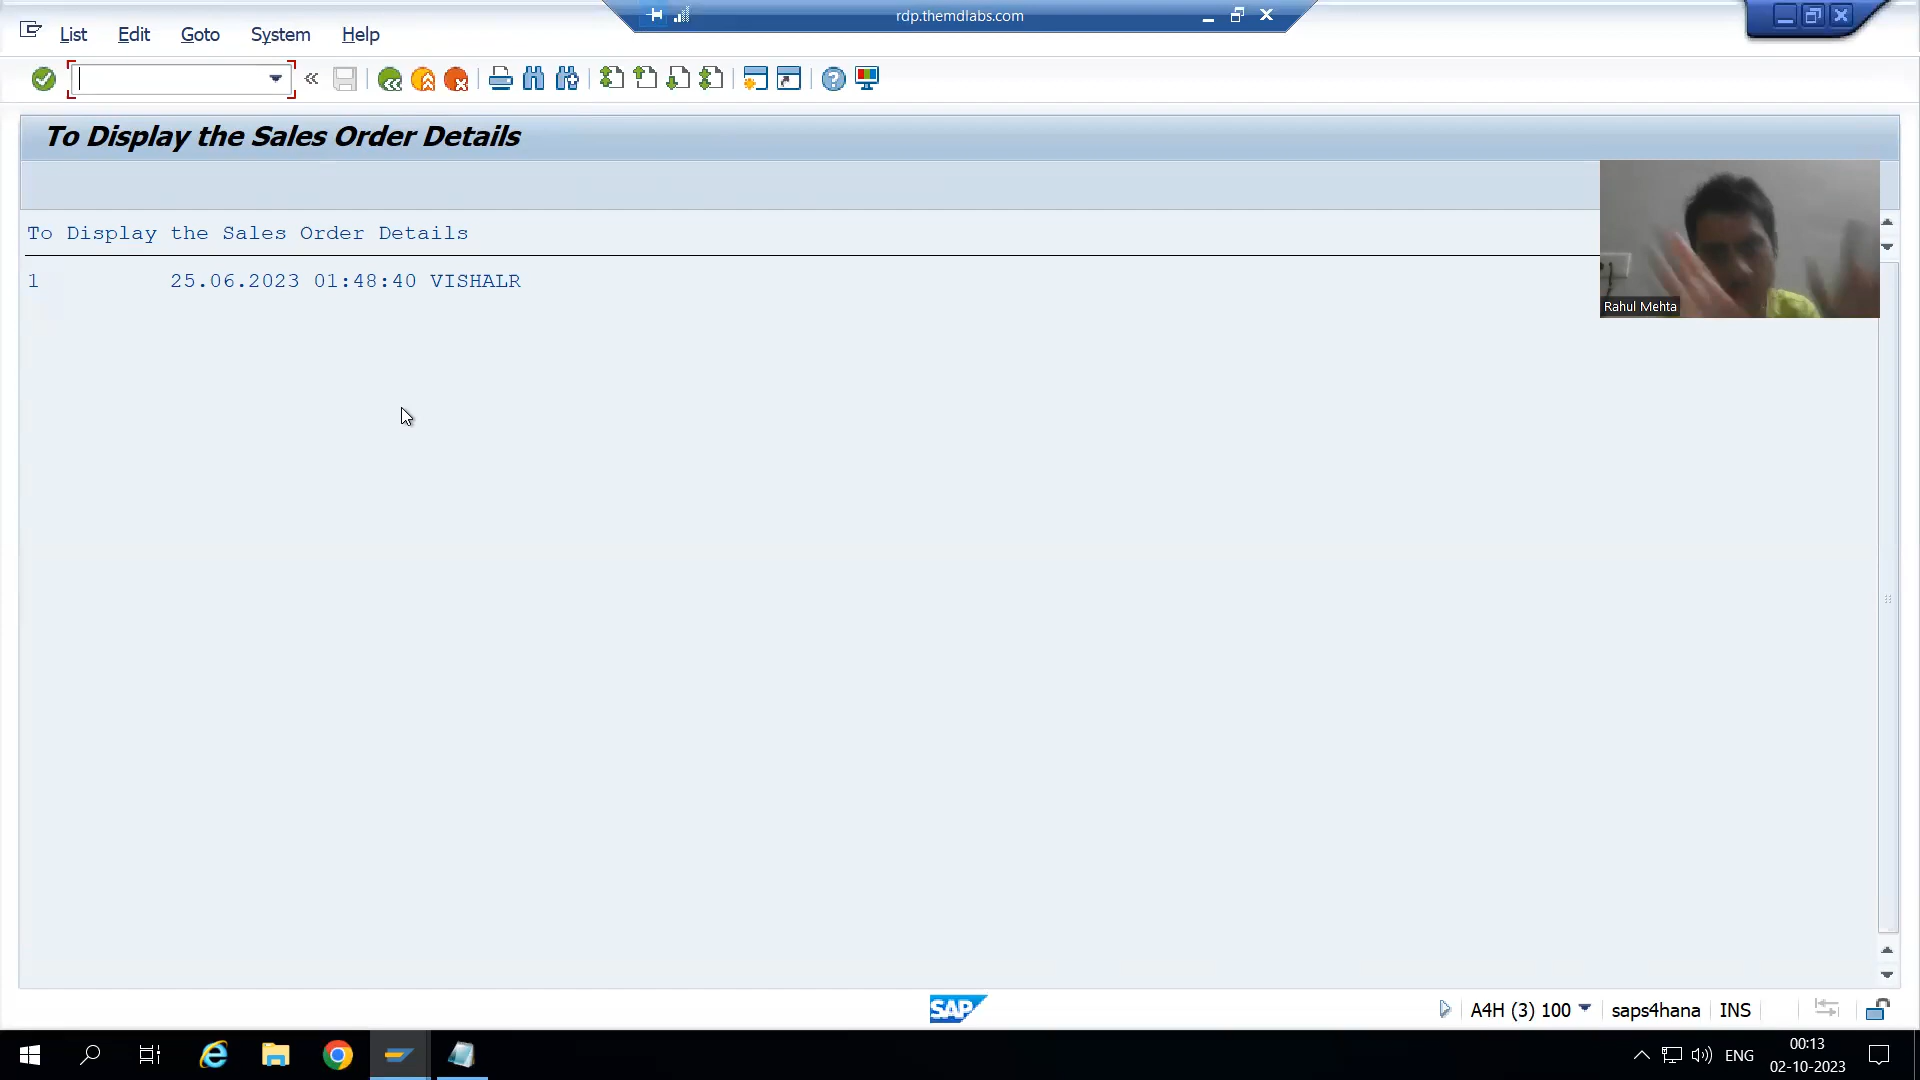 rdp.themdlabs.com
List Edit Goto System Help
To Display the Sales Order Details
To Display the Sales Order Details
1 25.06.2023 01:48:40 VISHALR
Rahul Mehta
SAP
A4H (3) 100 saps4hana INS
ENG
00:13
02-10-2023